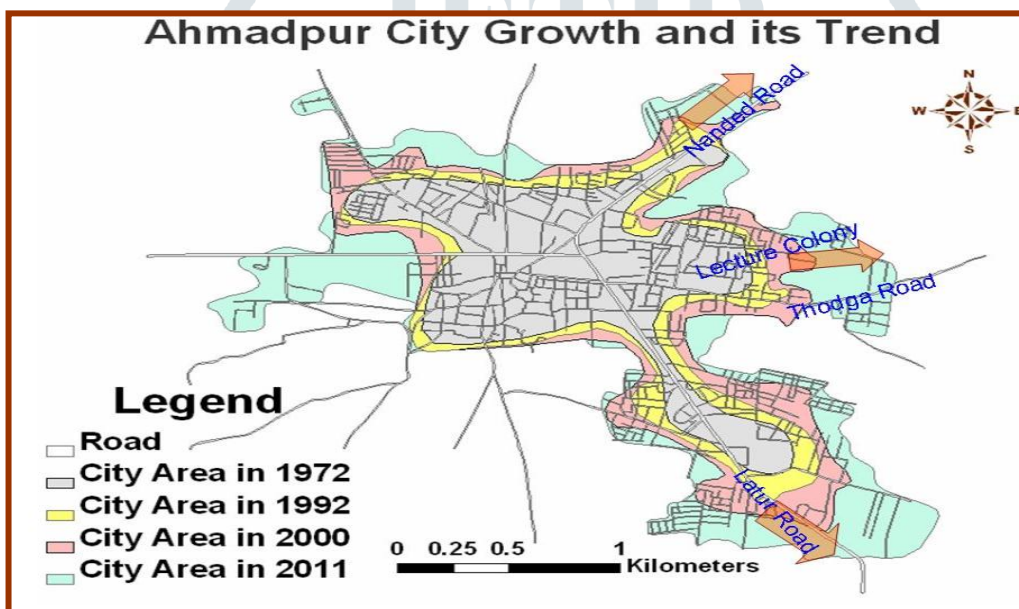 Ahmadpur City Growth and its Trend
Nanded Road
N
W E
S
Lecture Colony
Thodga Road
Latur Road
Legend
Road
City Area in 1972
City Area in 1992
City Area in 2000
City Area in 2011
0 0.25 0.5 1
Kilometers